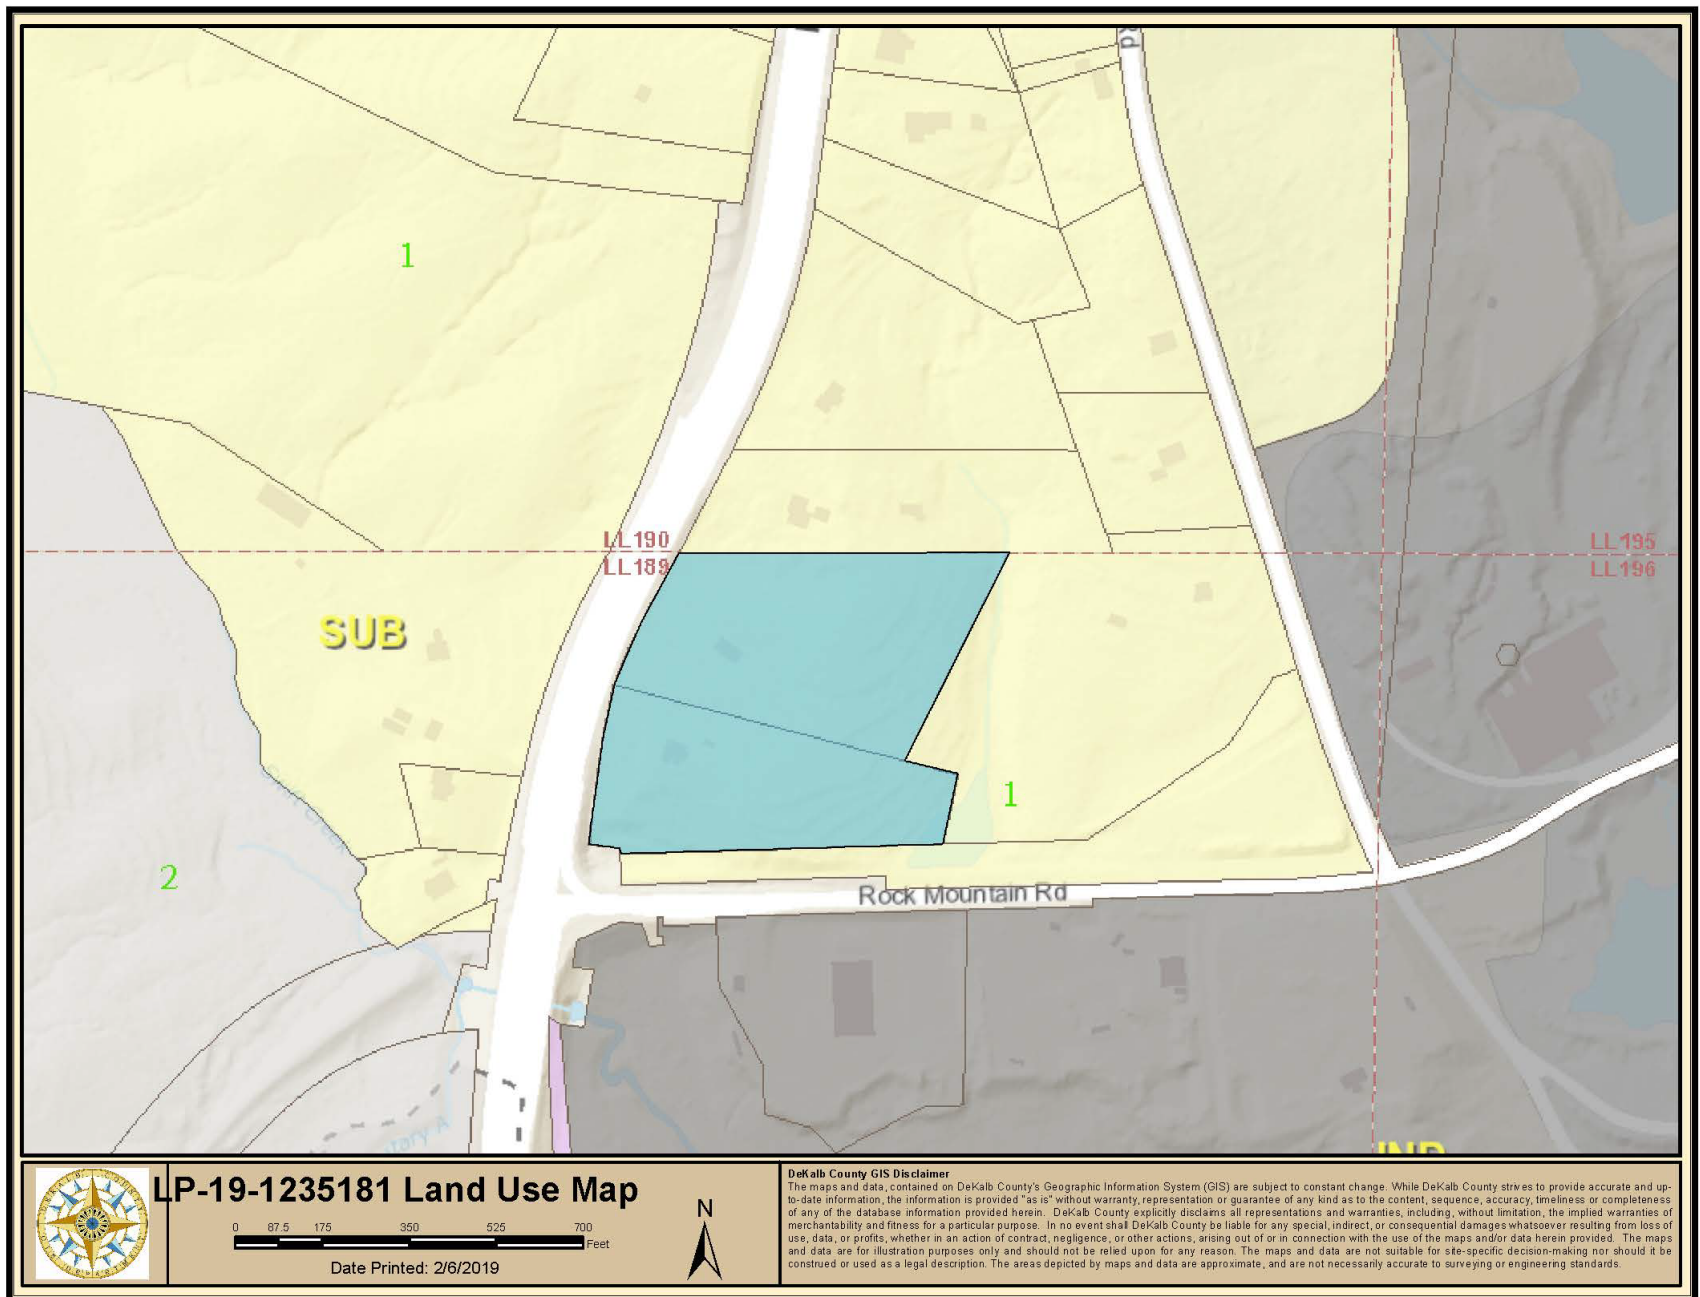 Rd
1
LL190
LL195
LL189
LL196
SUB
1
2
Rock Mountain Rd
IND
LP-19-1235181 Land Use Map
0 87.5 175 350 525 700
Feet
Date Printed: 2/6/2019
N
DeKalb County GIS Disclaimer
The maps and data, contained on DeKalb County's Geographic Information System (GIS) are subject to constant change. While DeKalb County strives to provide accurate and up-
to-date information, the information is provided "as is" without warranty, representation or guarantee of any kind as to the content, sequence, accuracy, timeliness or completeness
of any of the database information provided herein. DeKalb County explicitly disclaims all representations and warranties, including, without limitation, the implied warranties of
merchantability and fitness for a particular purpose. In no event shall DeKalb County be liable for any special, indirect, or consequential damages whatsoever resulting from loss of
use, data, or profits, whether in an action of contract, negligence, or other actions, arising out of or in connection with the use of the maps and/or data herein provided. The maps
and data are for illustration purposes only and should not be relied upon for any reason. The maps and data are not suitable for site-specific decision-making nor should it be
construed or used as a legal description. The areas depicted by maps and data are approximate, and are not necessarily accurate to surveying or engineering standards.